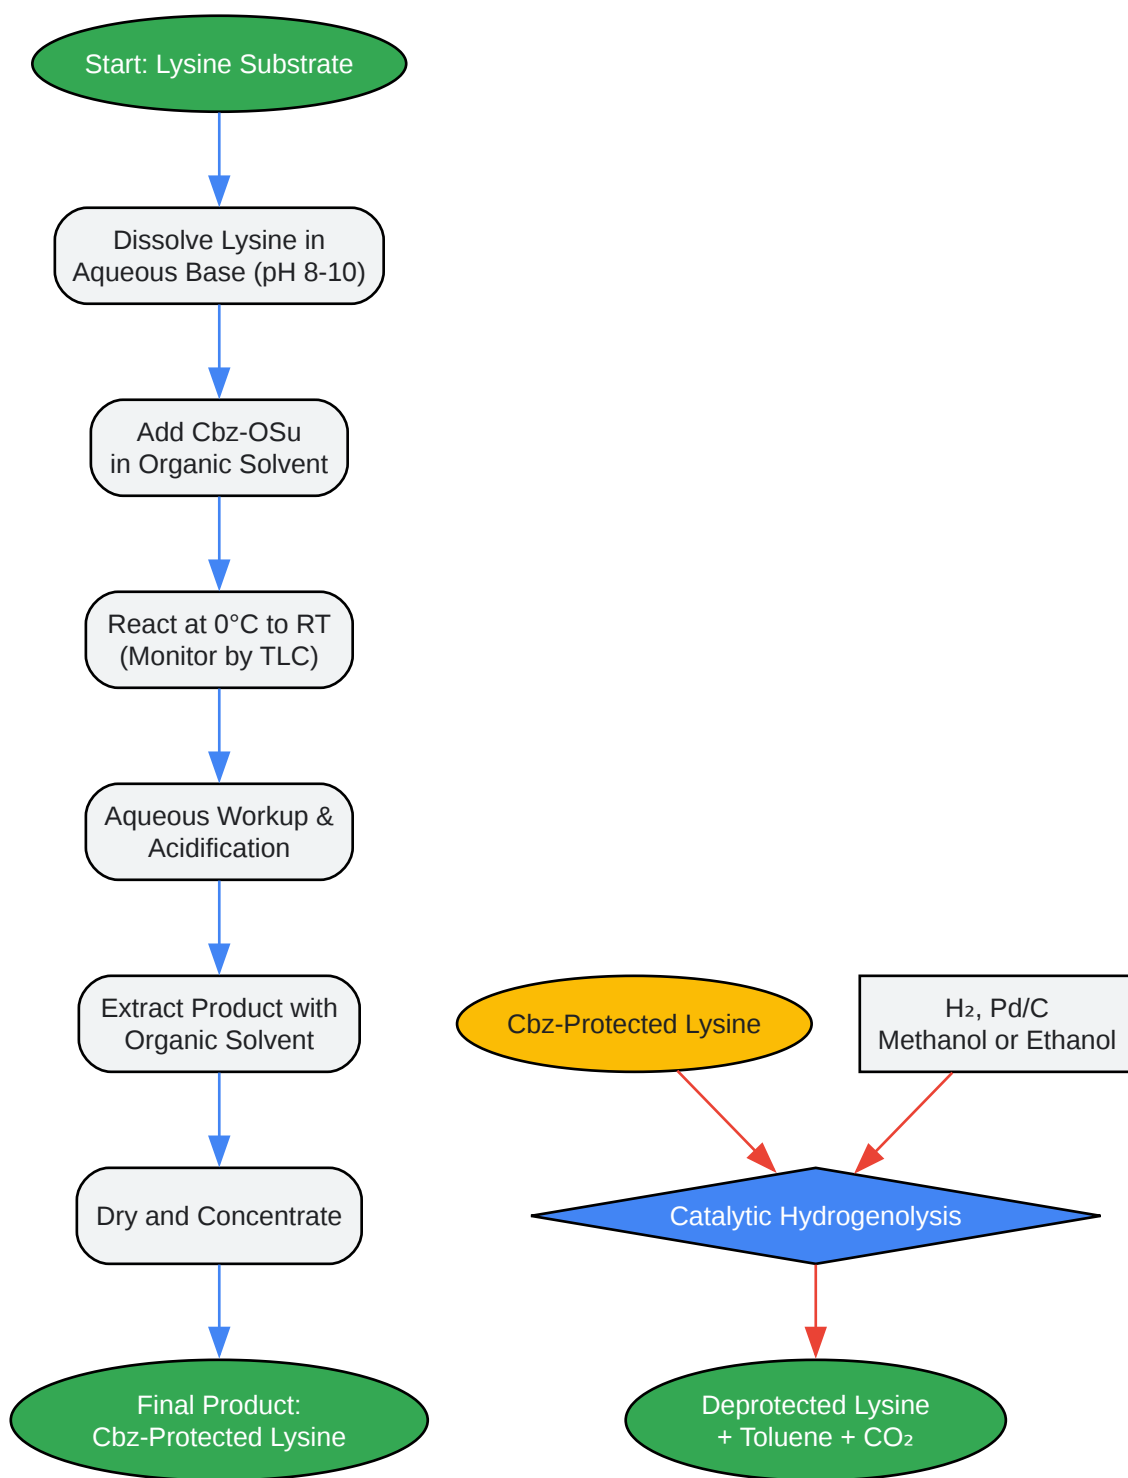 Start: Lysine Substrate
Dissolve Lysine in
Aqueous Base (pH 8-10)
Add Cbz-OSu
in Organic Solvent
React at 0°C to RT
(Monitor by TLC)
Aqueous Workup &
Acidification
Extract Product with
Organic Solvent
Dry and Concentrate
Final Product:
Cbz-Protected Lysine
Cbz-Protected Lysine
H₂, Pd/C
Methanol or Ethanol
Catalytic Hydrogenolysis
Deprotected Lysine
+ Toluene + CO₂